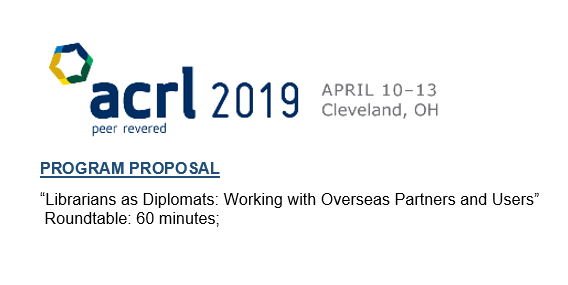 acrl 2019
peer revered
APRIL 10–13
Cleveland, OH
PROGRAM PROPOSAL
“Librarians as Diplomats: Working with Overseas Partners and Users”
Roundtable: 60 minutes;